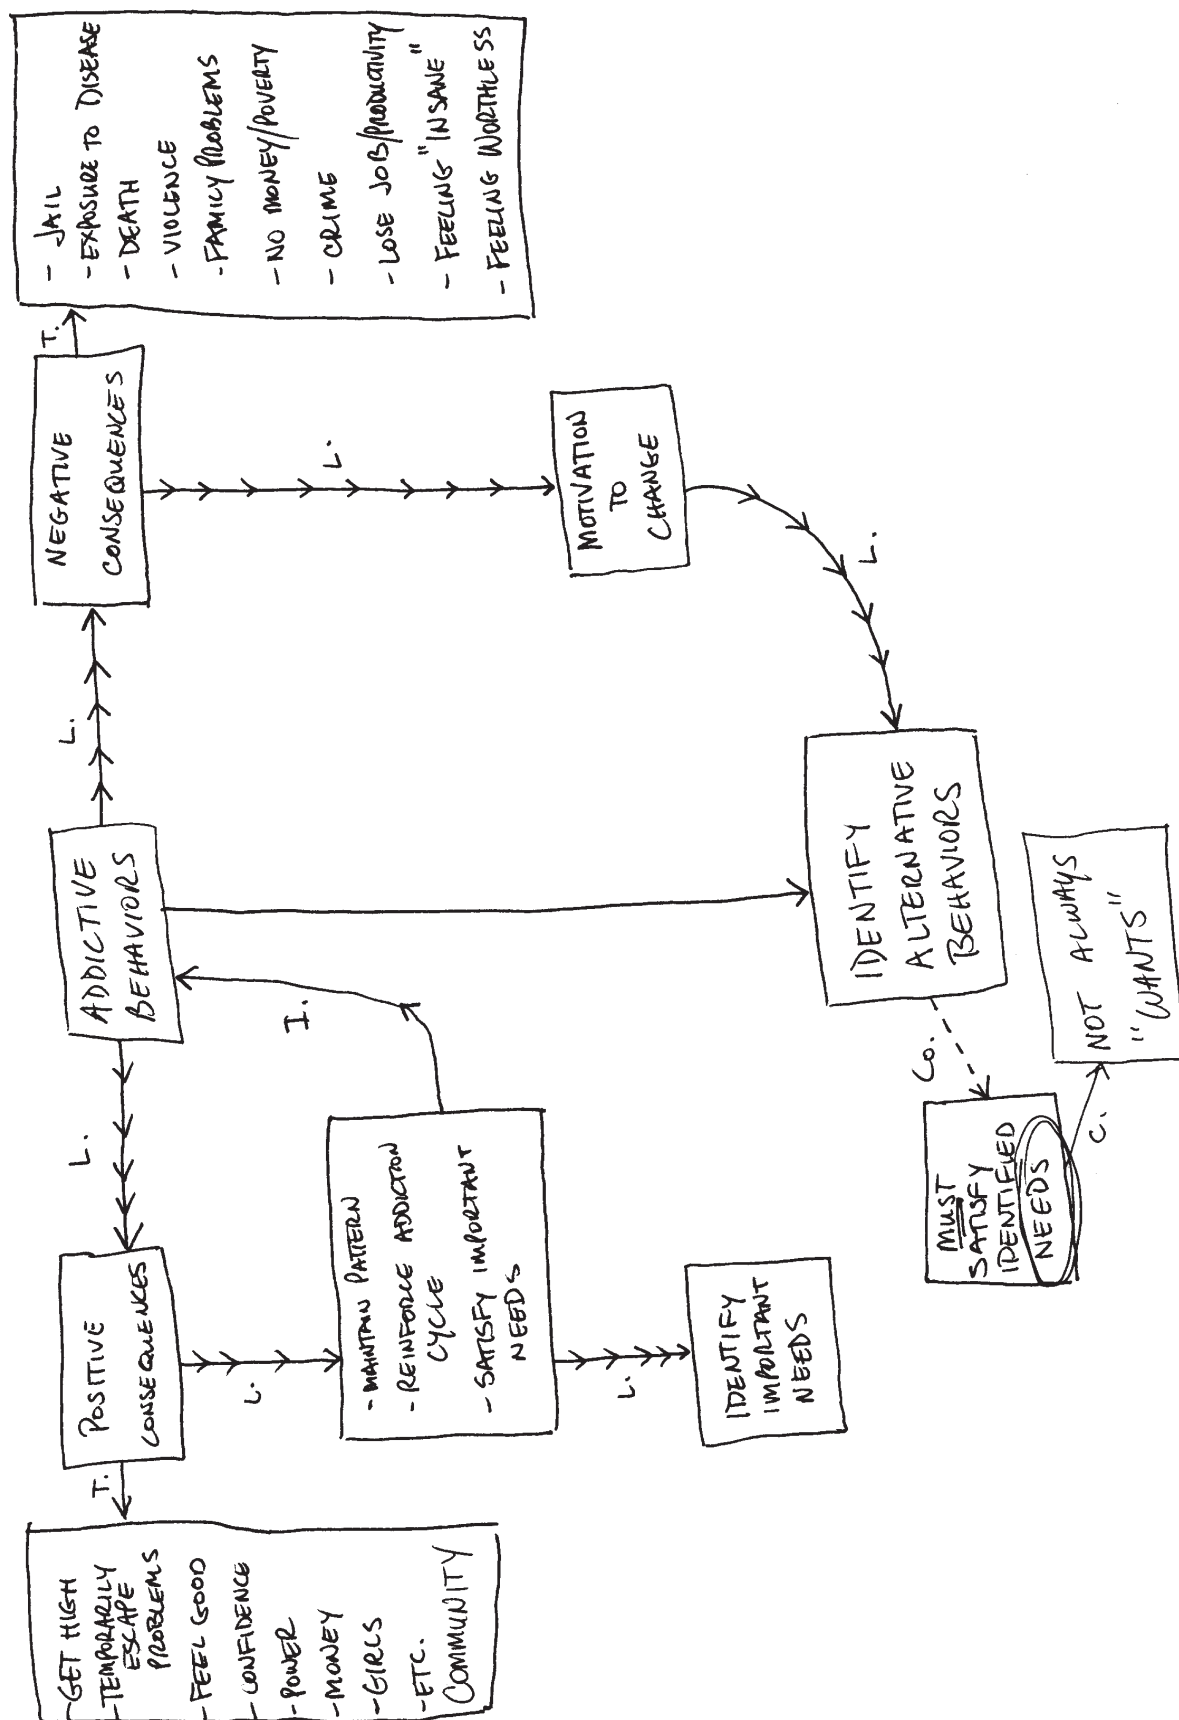 - GET HIGH
- TEMPORARILY
ESCAPE
PROBLEMS
- FEEL GOOD
- CONFIDENCE
- POWER
- MONEY
- GIRLS
- ETC.
COMMUNITY
T.
POSITIVE
CONSEQUENCES
L.
ADDICTIVE
BEHAVIORS
L.
NEGATIVE
CONSEQUENCES
T.
- JAIL
- EXPOSURE TO DISEASE
- DEATH
- VIOLENCE
- FAMILY PROBLEMS
- NO MONEY/POVERTY
- CRIME
- LOSE JOB/PRODUCTIVITY
- FEELING "INSANE"
- FEELING WORTHLESS
L.
- MAINTAIN PATTERN
- REINFORCE ADDICTION
CYCLE
- SATISFY IMPORTANT
NEEDS
I.
L.
MOTIVATION
TO
CHANGE
L.
IDENTIFY
IMPORTANT
NEEDS
L.
IDENTIFY
ALTERNATIVE
BEHAVIORS
Co.
MUST
SATISFY
IDENTIFIED
NEEDS
C.
NOT ALWAYS
"WANTS"